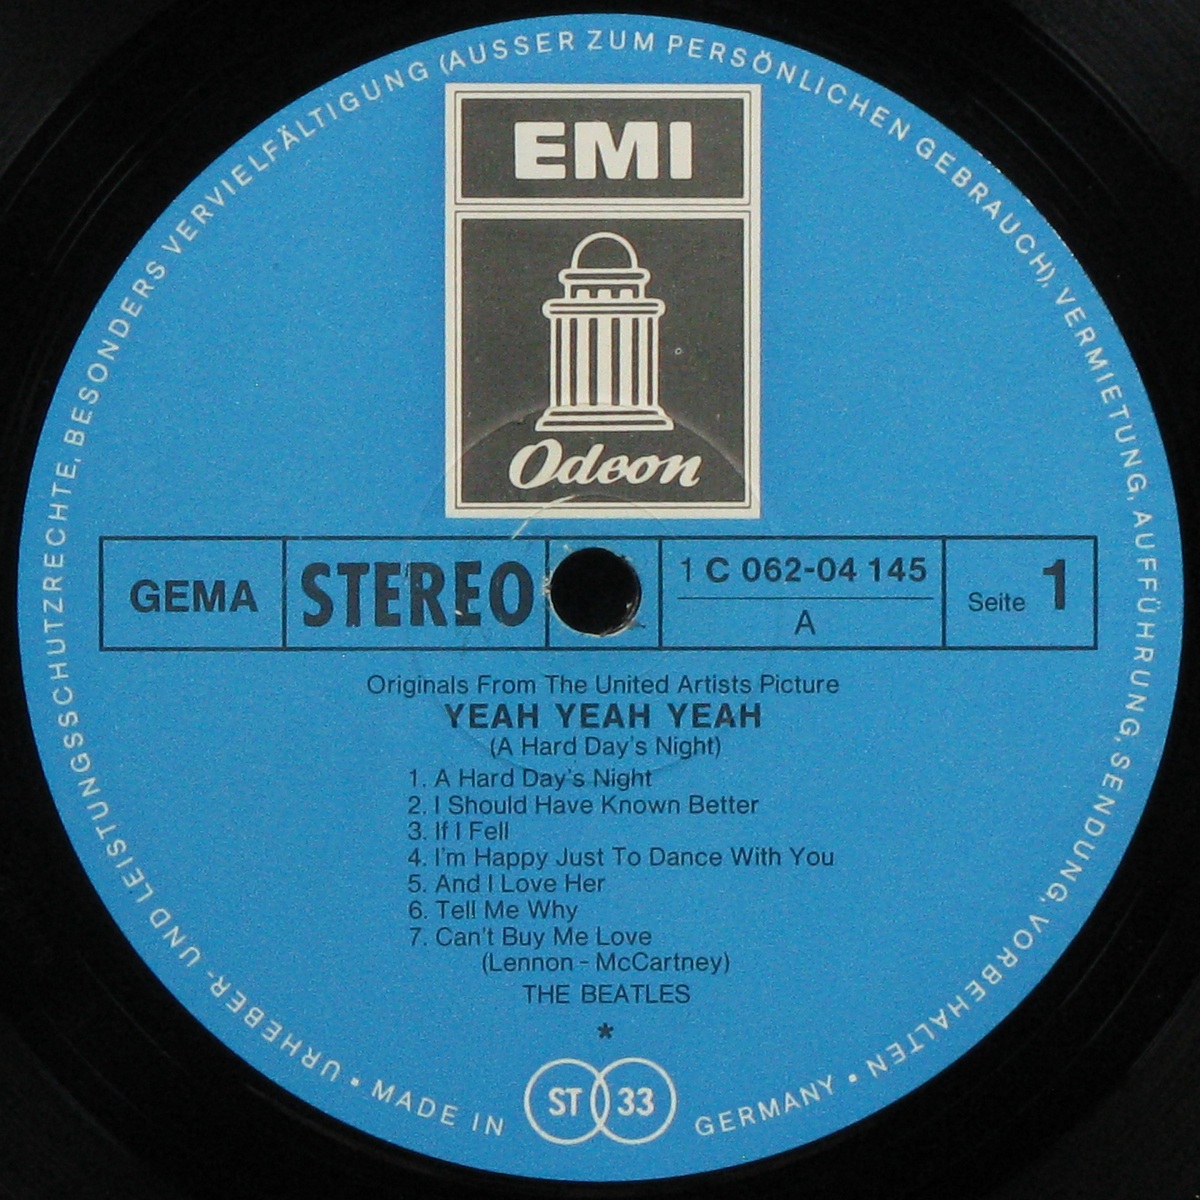 URHEBER- UND LEISTUNGSSCHUTZRECHTE, BESONDERS VERVIELFÄLTIGUNG (AUSSER ZUM PERSÖNLICHEN GEBRAUCH), VERMIETUNG, AUFFÜHRUNG, SENDUNG, VORBEHALTEN •
EMI
Odeon
GEMA
STEREO
1 C 062-04 145
A
Seite 1
Originals From The United Artists Picture
YEAH YEAH YEAH
(A Hard Day's Night)
1. A Hard Day's Night
2. I Should Have Known Better
3. If I Fell
4. I'm Happy Just To Dance With You
5. And I Love Her
6. Tell Me Why
7. Can't Buy Me Love
(Lennon - McCartney)
THE BEATLES
*
• MADE IN ST 33 GERMANY